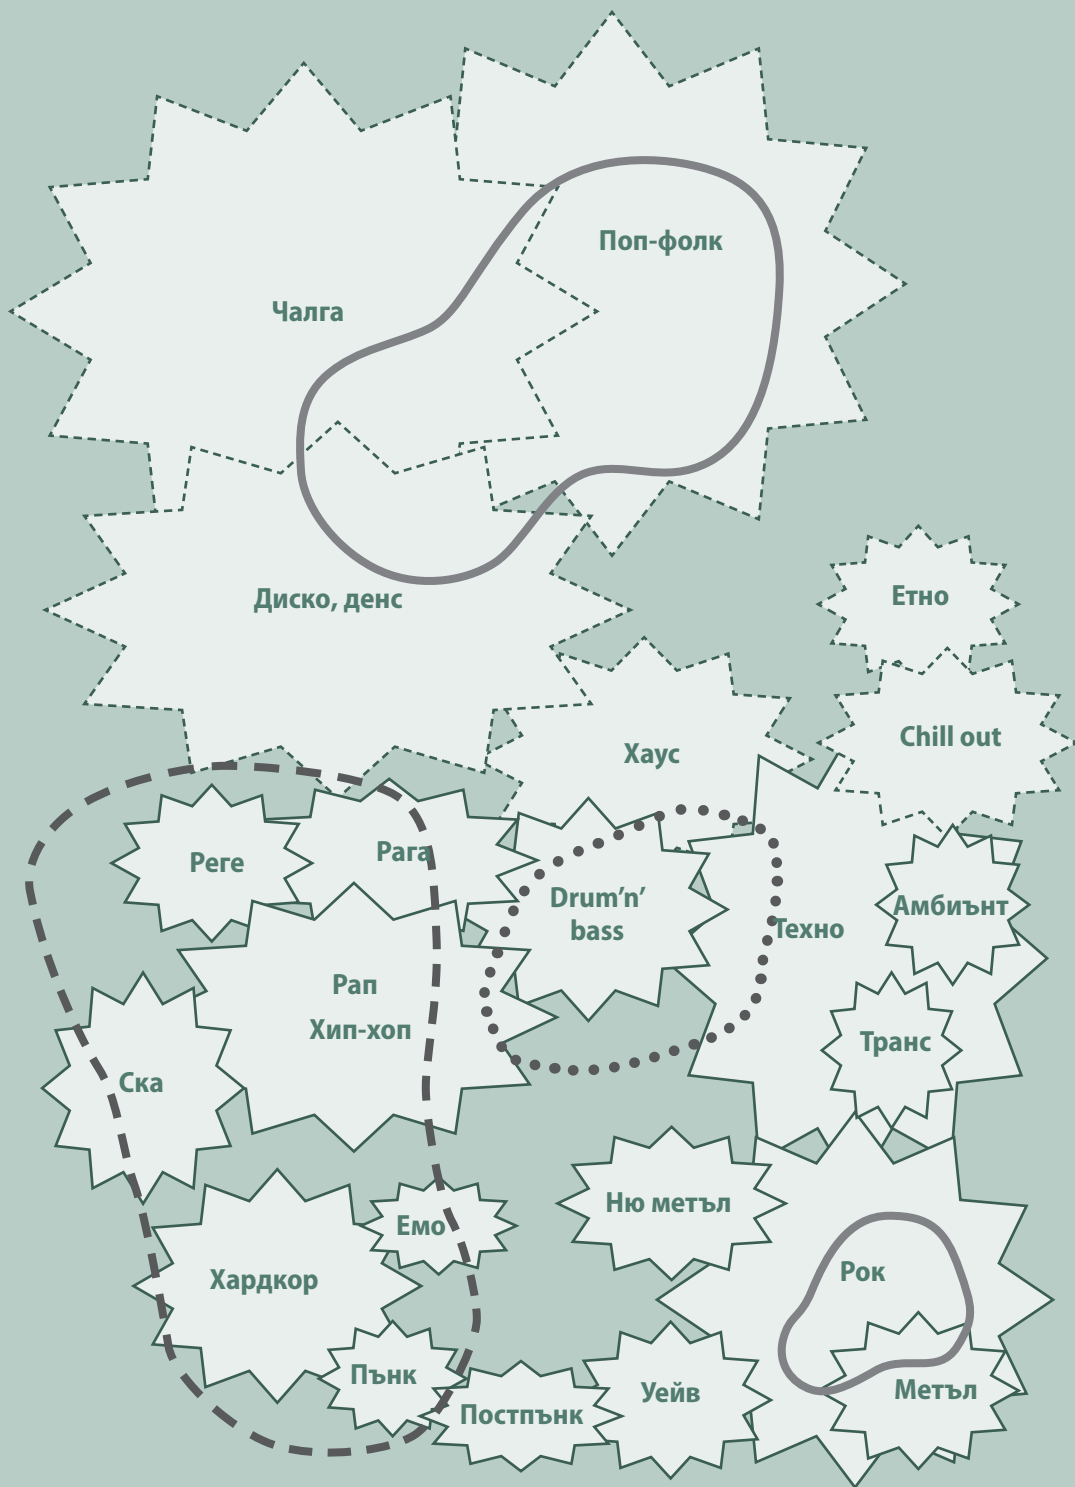 Поп-фолк
Чалга
Етно
Диско, денс
Chill out
Хаус
Рага
Реге
Drum’n’
bass
Амбиънт
Техно
Рап
Хип-хоп
Транс
Ска
Ню метъл
Емо
Рок
Хардкор
Пънк
Метъл
Уейв
Постпънк